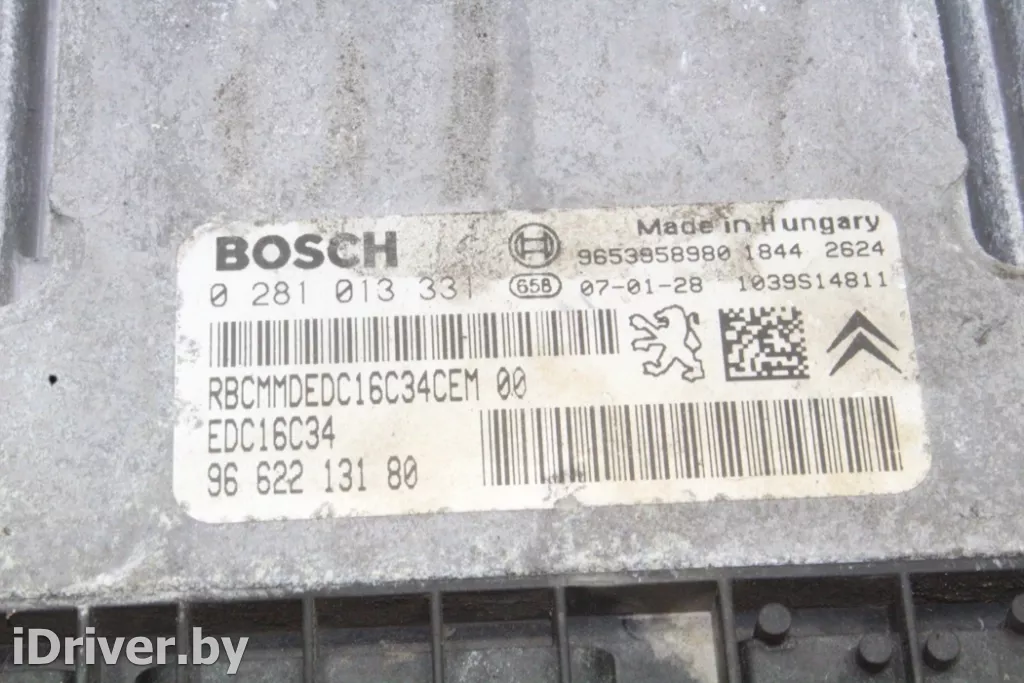 BOSCH
Made in Hungary
9653958980 1844 2624
0 281 013 331 658 07-01-28 1039S14811
RBCMMDEDC16C34CEM 00
EDC16C34
96 622 131 80
iDriver.by